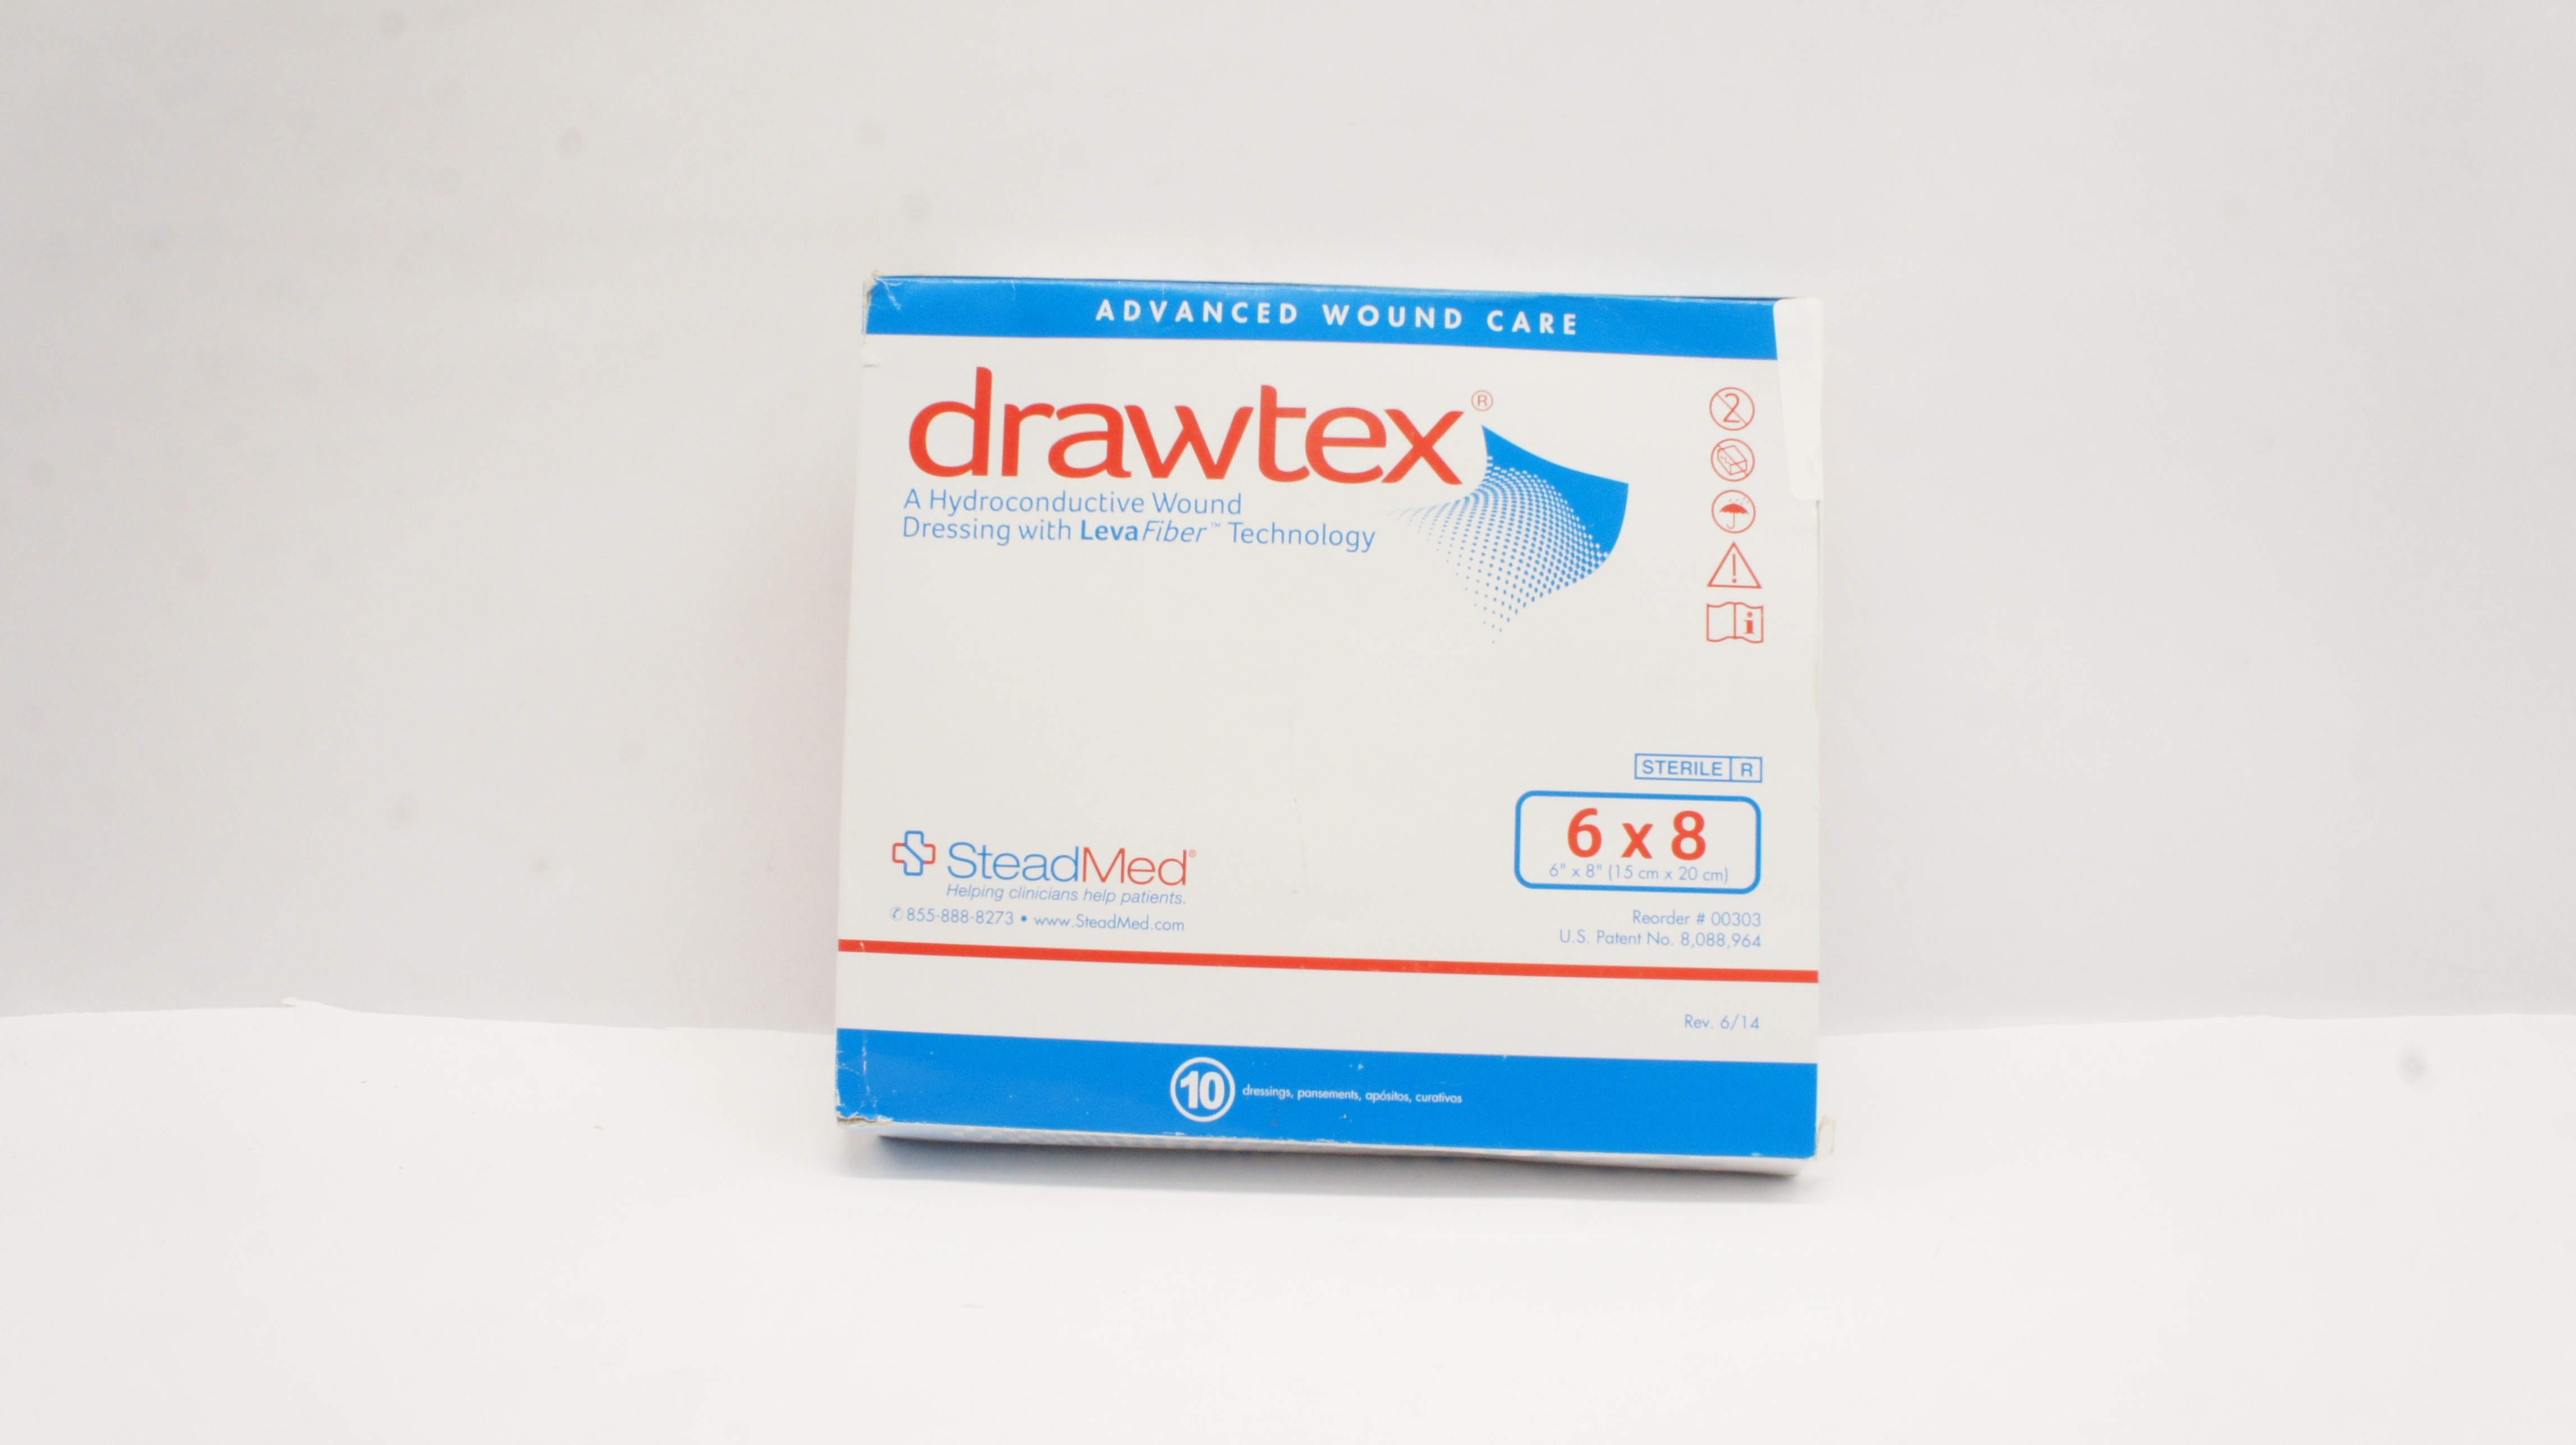 ADVANCED WOUND CARE
drawtex®
A Hydroconductive Wound
Dressing with LevaFiber™ Technology
2
i
STERILE R
6 x 8
6" x 8" (15 cm x 20 cm)
SteadMed®
Helping clinicians help patients.
✆ 855-888-8273 • www.SteadMed.com
Reorder # 00303
U.S. Patent No. 8,088,964
Rev. 6/14
10 dressings, pansements, apósitos, curativos